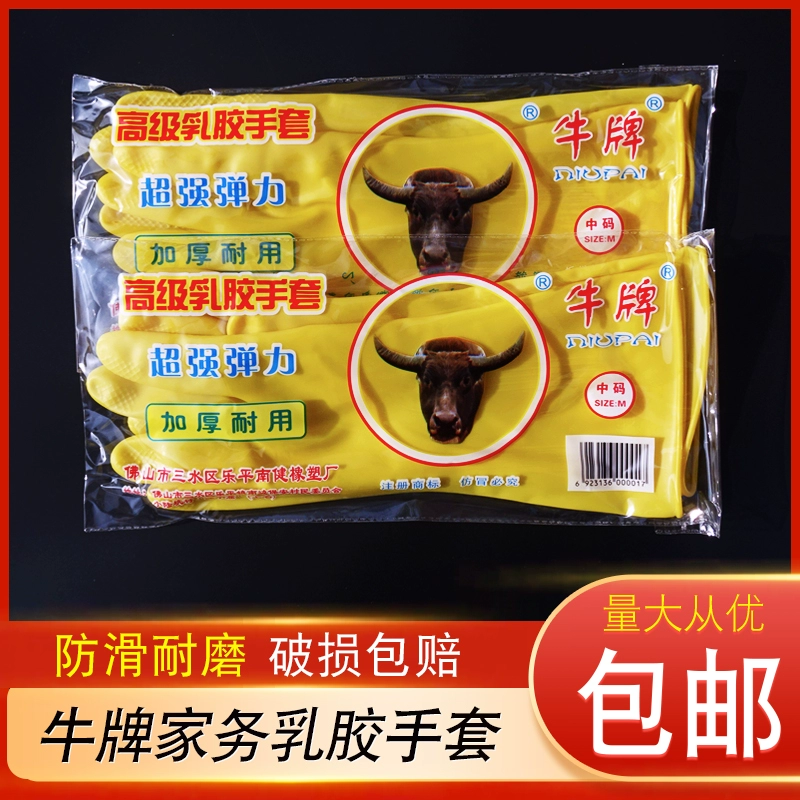 高级乳胶手套
超强弹力
加厚耐用
®
牛牌®
NIUPAI
中码
SIZE:M
高级乳胶手套
超强弹力
加厚耐用
®
牛牌®
NIUPAI
中码
SIZE:M
佛山市三水区乐平南健橡塑厂
注册商标 仿冒必究
6 923136 000017
防滑耐磨 破损包赔
牛牌家务乳胶手套
量大从优
包邮